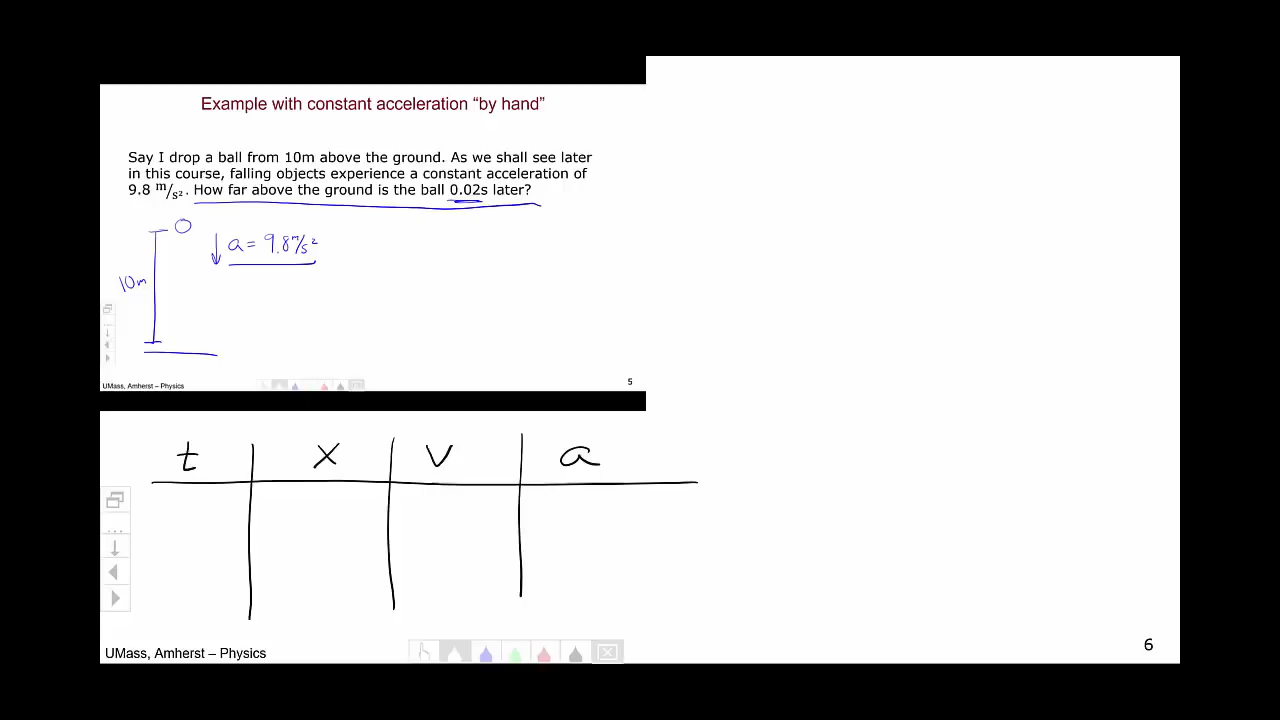 Example with constant acceleration “by hand”
Say I drop a ball from 10m above the ground. As we shall see later
in this course, falling objects experience a constant acceleration of
9.8 m/s². How far above the ground is the ball 0.02s later?
a = 9.8 m/s²
10m
UMass, Amherst – Physics
5
t x v a
UMass, Amherst – Physics
6